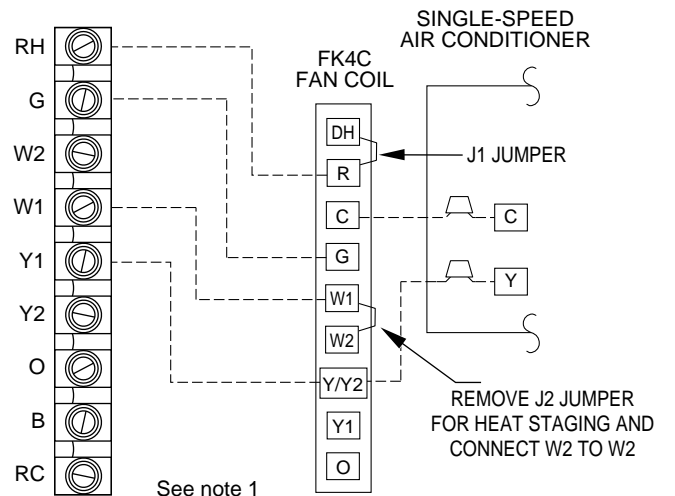 SINGLE-SPEED
AIR CONDITIONER
FK4C
FAN COIL
RH
G
W2
W1
Y1
Y2
O
B
RC
DH
R
C
G
W1
W2
Y/Y2
Y1
O
J1 JUMPER
C
Y
REMOVE J2 JUMPER
FOR HEAT STAGING AND
CONNECT W2 TO W2
See note 1